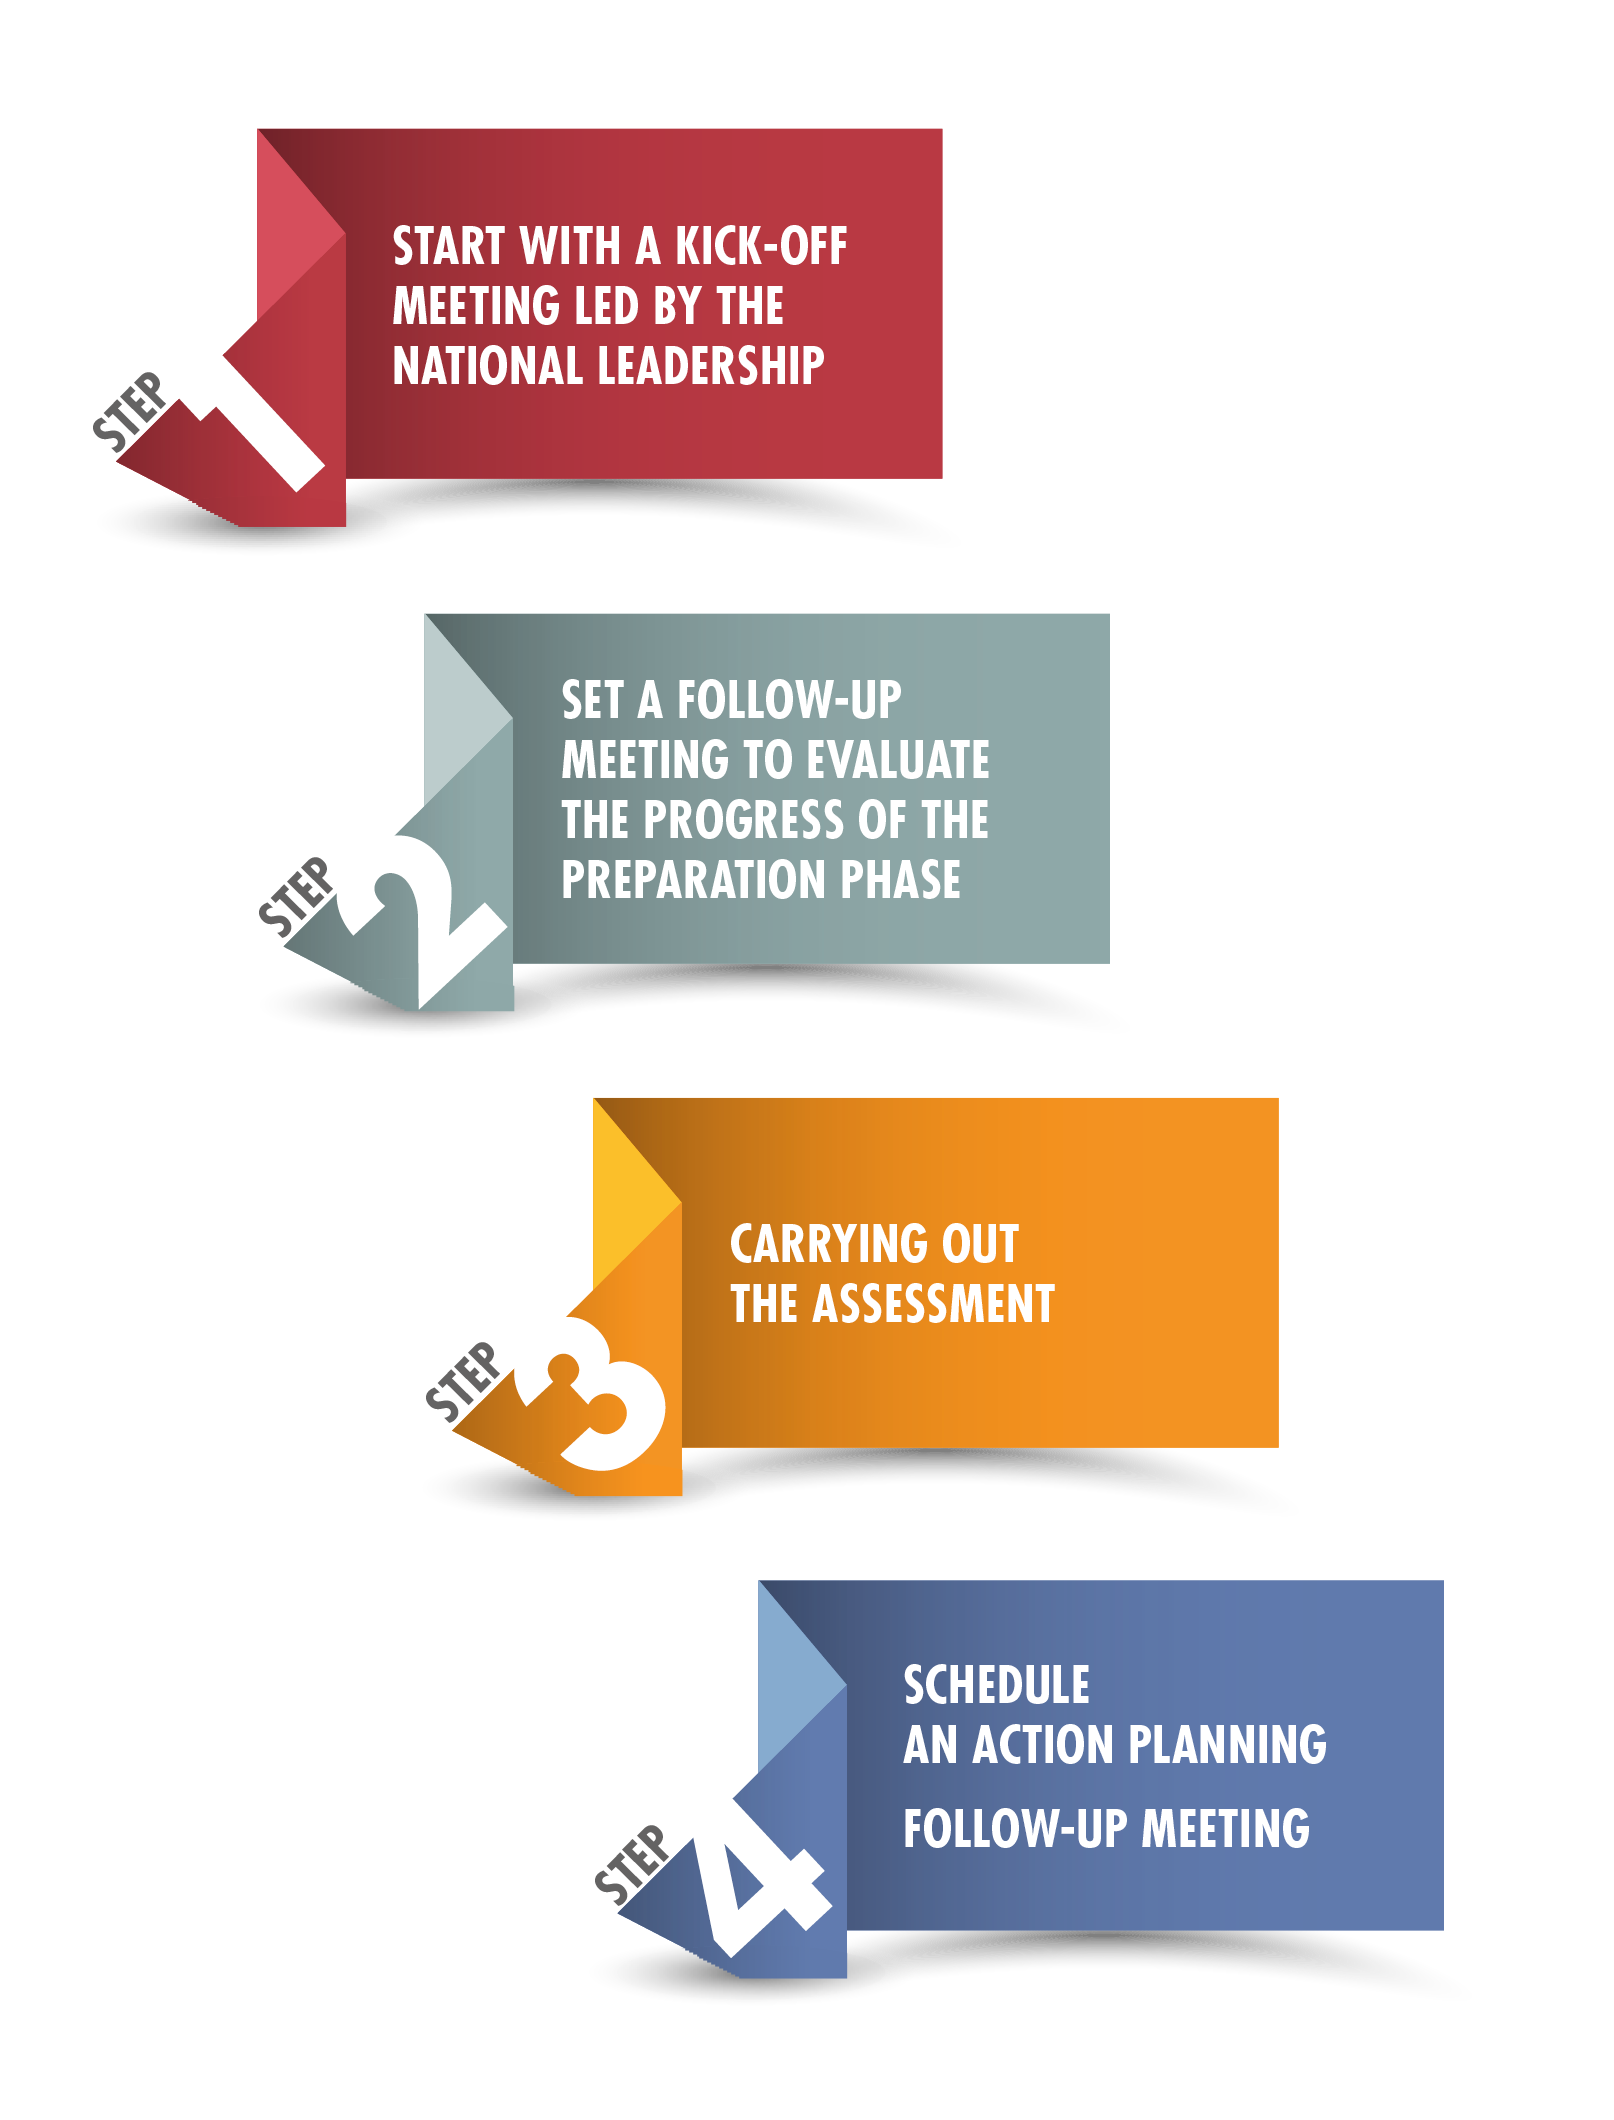 STEP 1
START WITH A KICK-OFF
MEETING LED BY THE
NATIONAL LEADERSHIP
STEP 2
SET A FOLLOW-UP
MEETING TO EVALUATE
THE PROGRESS OF THE
PREPARATION PHASE
STEP 3
CARRYING OUT
THE ASSESSMENT
STEP 4
SCHEDULE
AN ACTION PLANNING
FOLLOW-UP MEETING